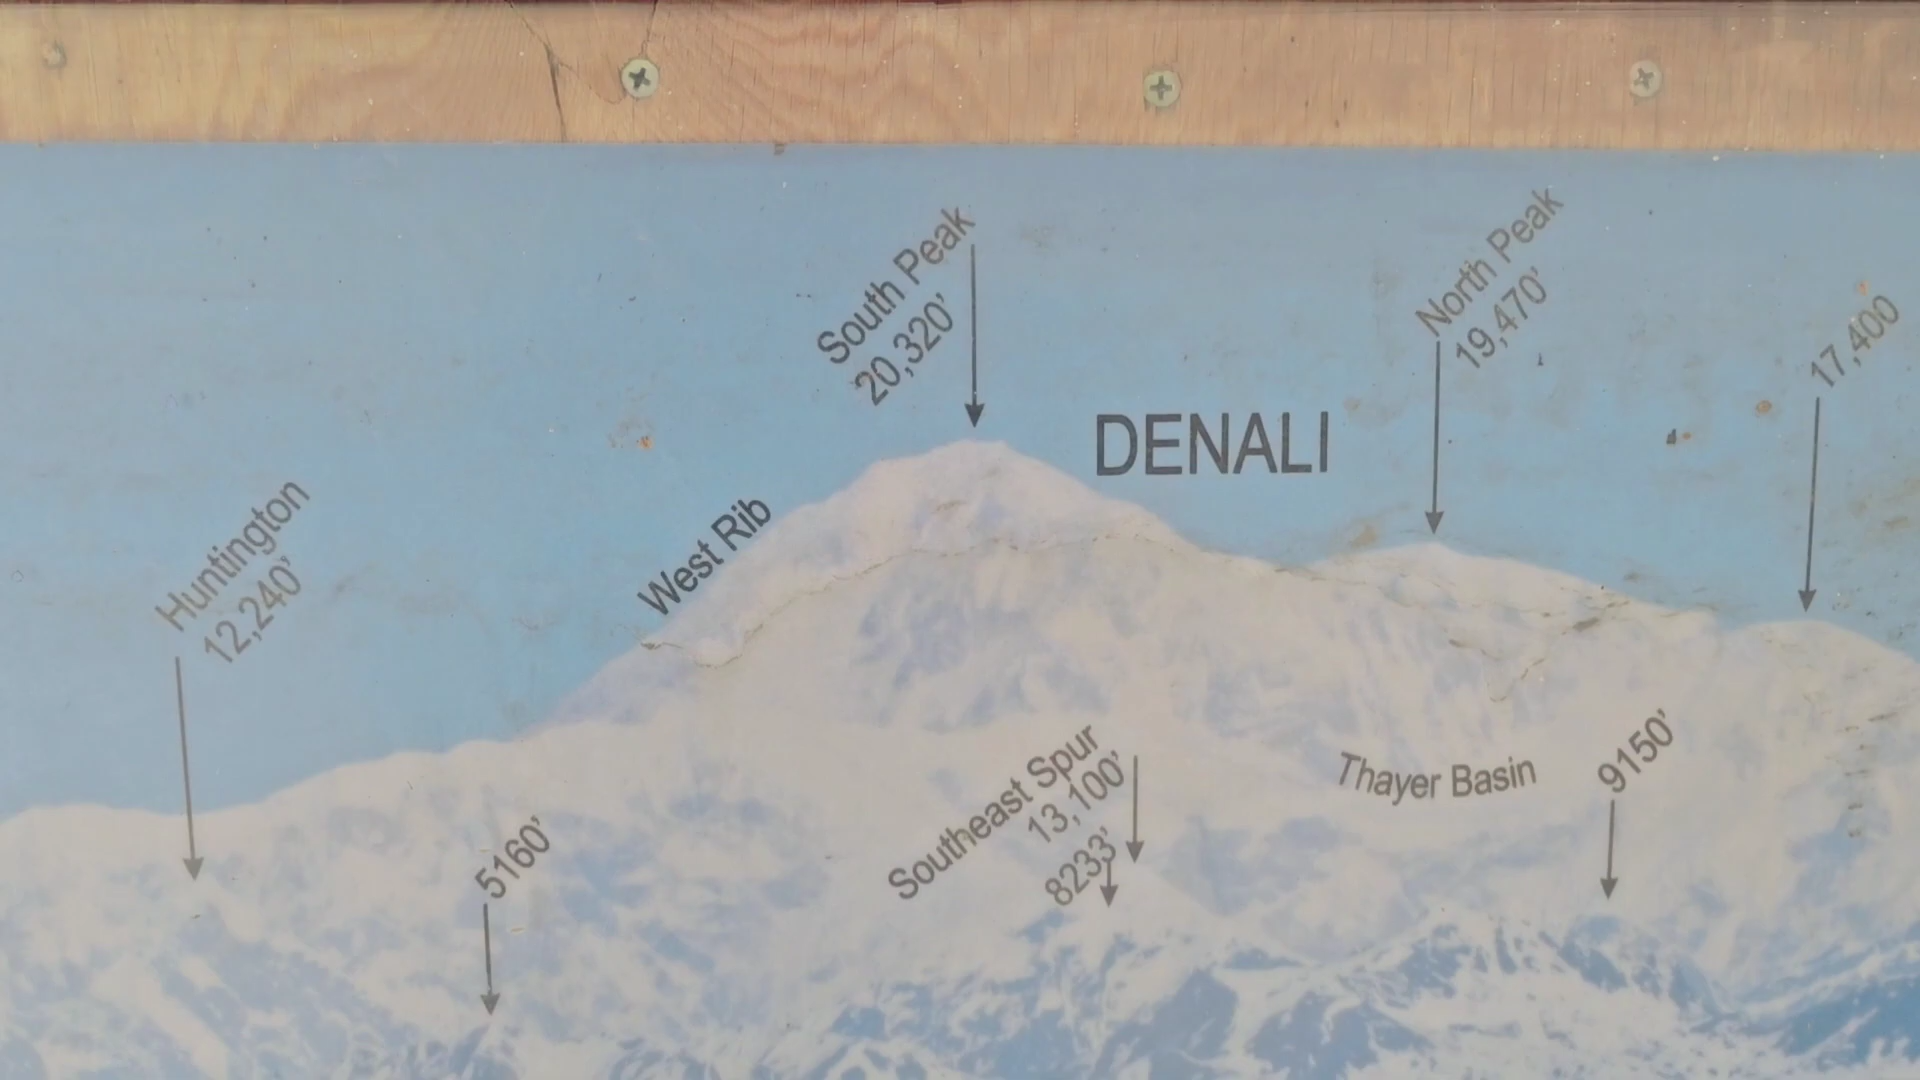 South Peak
20,320'
North Peak
19,470'
17,400
DENALI
Huntington
12,240'
West Rib
Southeast Spur
13,100'
8233'
Thayer Basin
9150'
5160'